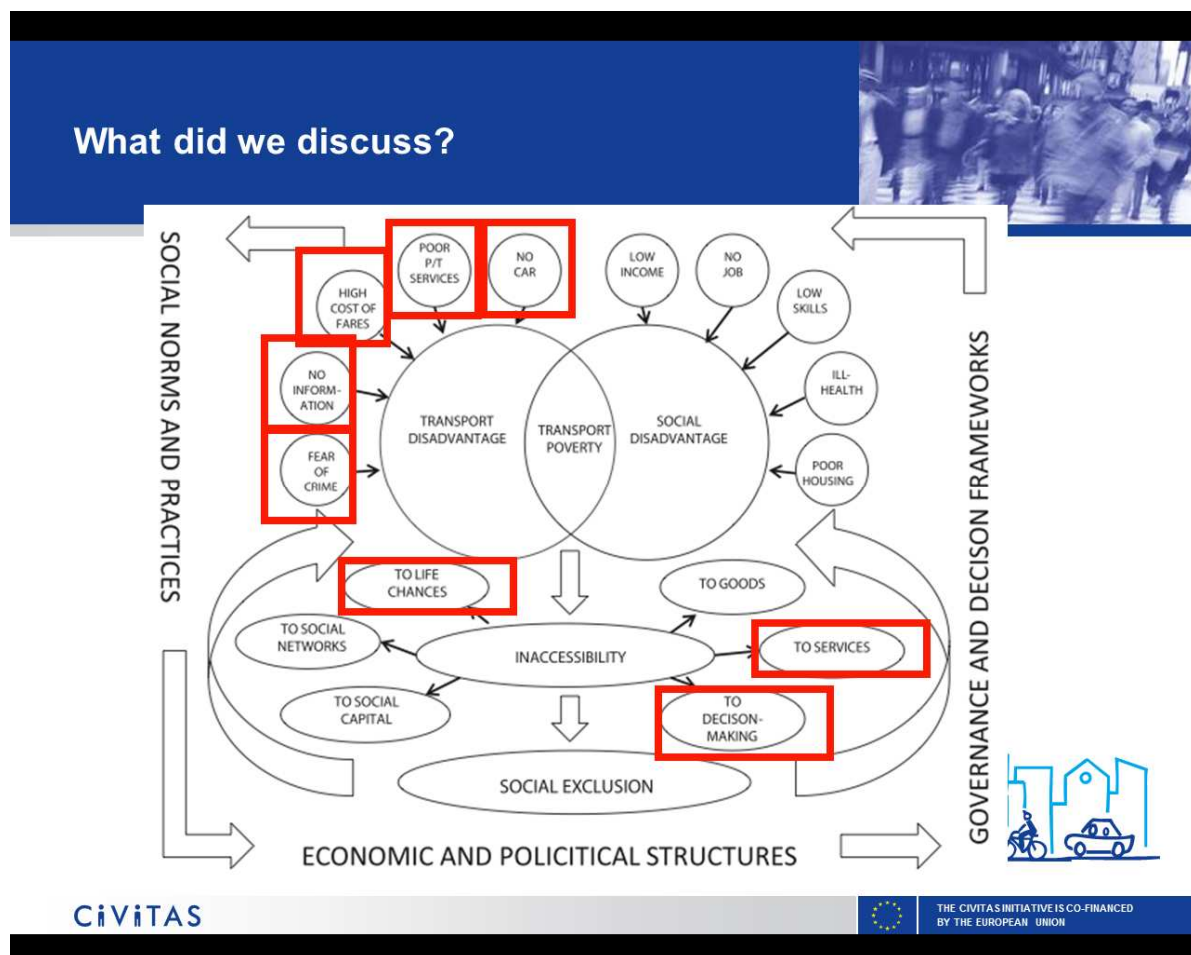 What did we discuss?
SOCIAL NORMS AND PRACTICES
POOR
P/T
SERVICES
NO
CAR
LOW
INCOME
NO
JOB
HIGH
COST OF
FARES
LOW
SKILLS
NO
INFORM-
ATION
ILL-
HEALTH
TRANSPORT
DISADVANTAGE
TRANSPORT
POVERTY
SOCIAL
DISADVANTAGE
FEAR
OF
CRIME
POOR
HOUSING
GOVERNANCE AND DECISON FRAMEWORKS
TO LIFE
CHANCES
TO GOODS
TO SOCIAL
NETWORKS
INACCESSIBILITY
TO SERVICES
TO SOCIAL
CAPITAL
TO
DECISON-
MAKING
SOCIAL EXCLUSION
ECONOMIC AND POLICITICAL STRUCTURES
CiViTAS
THE CIVITAS INITIATIVE IS CO-FINANCED
BY THE EUROPEAN UNION